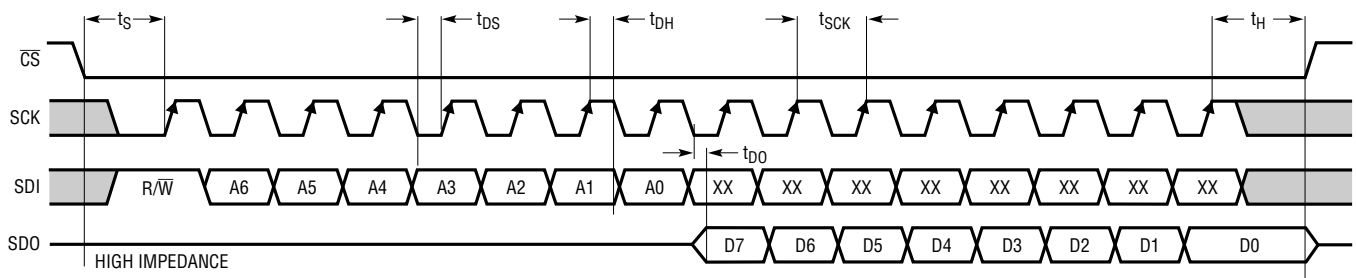 tS tDS tDH tSCK tH
C̅S̅
SCK
tDO
SDI R/W̅ A6 A5 A4 A3 A2 A1 A0 XX XX XX XX XX XX XX XX
SDO D7 D6 D5 D4 D3 D2 D1 D0
HIGH IMPEDANCE